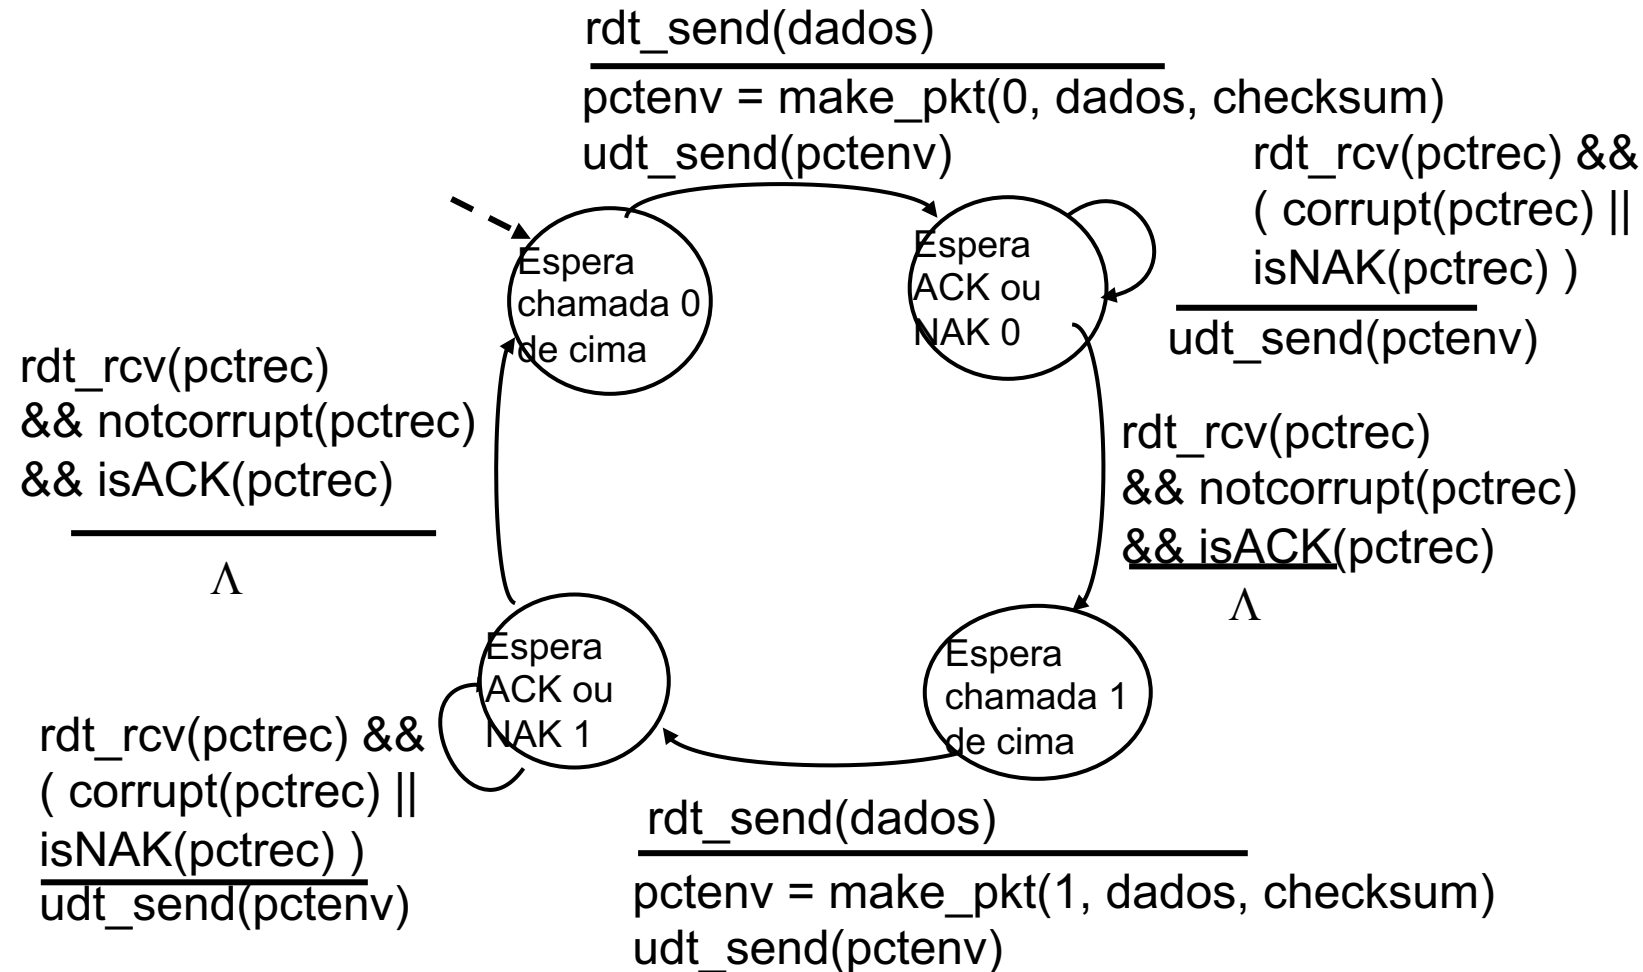 rdt_send(dados)
pctenv = make_pkt(0, dados, checksum)
udt_send(pctenv)
rdt_rcv(pctrec) &&
( corrupt(pctrec) ||
isNAK(pctrec) )
udt_send(pctenv)
Espera
chamada 0
de cima
Espera
ACK ou
NAK 0
rdt_rcv(pctrec)
&& notcorrupt(pctrec)
&& isACK(pctrec)
Λ
rdt_rcv(pctrec)
&& notcorrupt(pctrec)
&& isACK(pctrec)
Λ
Espera
ACK ou
NAK 1
Espera
chamada 1
de cima
rdt_rcv(pctrec) &&
( corrupt(pctrec) ||
isNAK(pctrec) )
udt_send(pctenv)
rdt_send(dados)
pctenv = make_pkt(1, dados, checksum)
udt_send(pctenv)